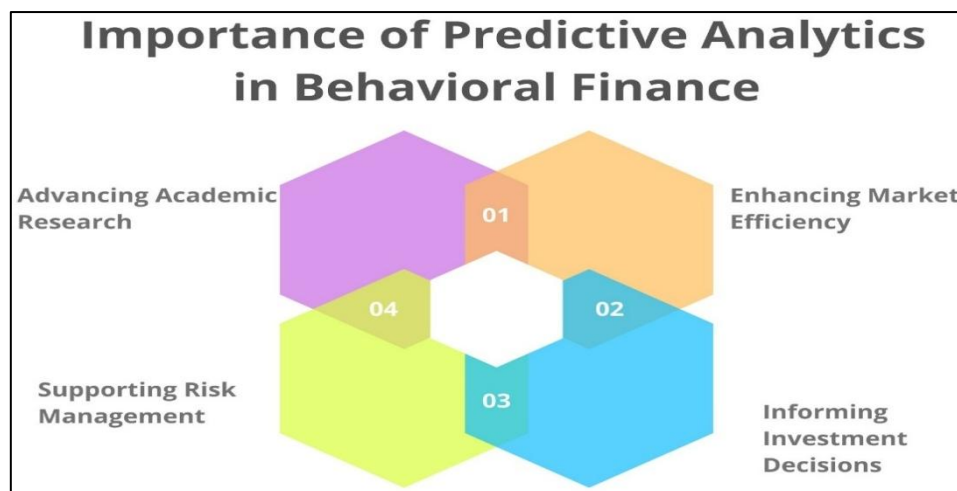 Importance of Predictive Analytics
in Behavioral Finance
Advancing Academic
Research
01
Enhancing Market
Efficiency
04
02
Supporting Risk
Management
03
Informing
Investment
Decisions